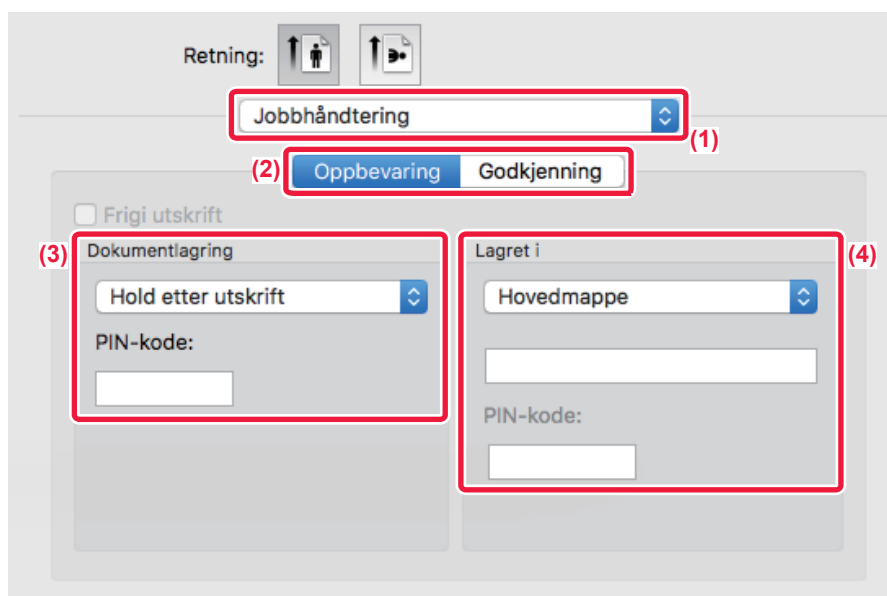 Retning:
Jobbhåndtering
(1)
(2)
Oppbevaring Godkjenning
Frigi utskrift
(3)
Dokumentlagring
Hold etter utskrift
PIN-kode:
Lagret i
(4)
Hovedmappe
PIN-kode: